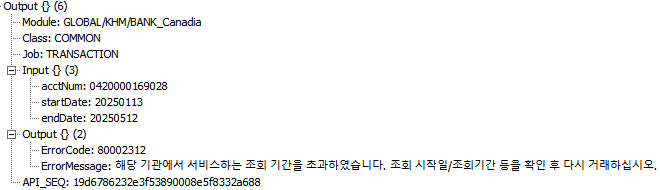 Output {} (6)
Module: GLOBAL/KHM/BANK_Canadia
Class: COMMON
Job: TRANSACTION
Input {} (3)
acctNum: 0420000169028
startDate: 20250113
endDate: 20250512
Output {} (2)
ErrorCode: 80002312
ErrorMessage: 해당 기관에서 서비스하는 조회 기간을 초과하였습니다. 조회 시작일/조회기간 등을 확인 후 다시 거래하십시오.
API_SEQ: 19d6786232e3f53890008e5f8332a688